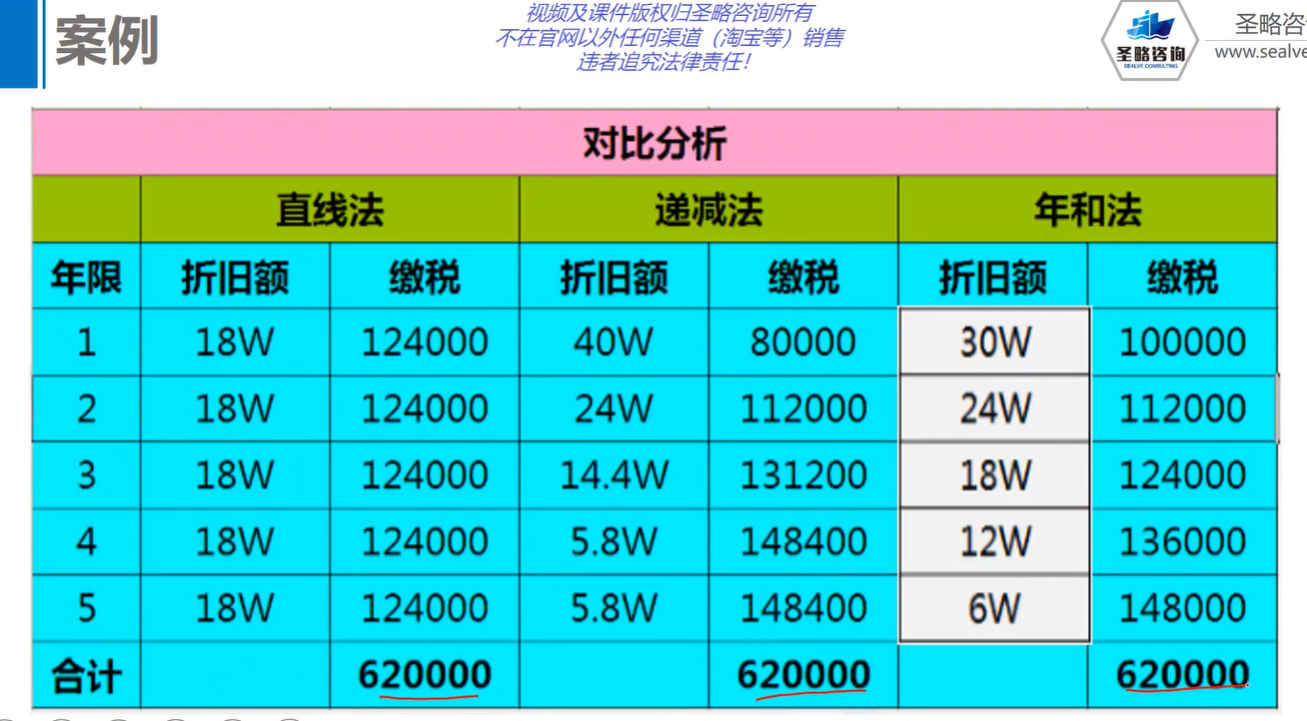 案例
视频及课件版权归圣略咨询所有
不在官网以外任何渠道（淘宝等）销售
违者追究法律责任！
圣略咨询
SEALVE CONSULTING
圣略咨
www.sealve
对比分析
直线法 递减法 年和法
年限 折旧额 缴税 折旧额 缴税 折旧额 缴税
1 18W 124000 40W 80000 30W 100000
2 18W 124000 24W 112000 24W 112000
3 18W 124000 14.4W 131200 18W 124000
4 18W 124000 5.8W 148400 12W 136000
5 18W 124000 5.8W 148400 6W 148000
合计 620000 620000 620000